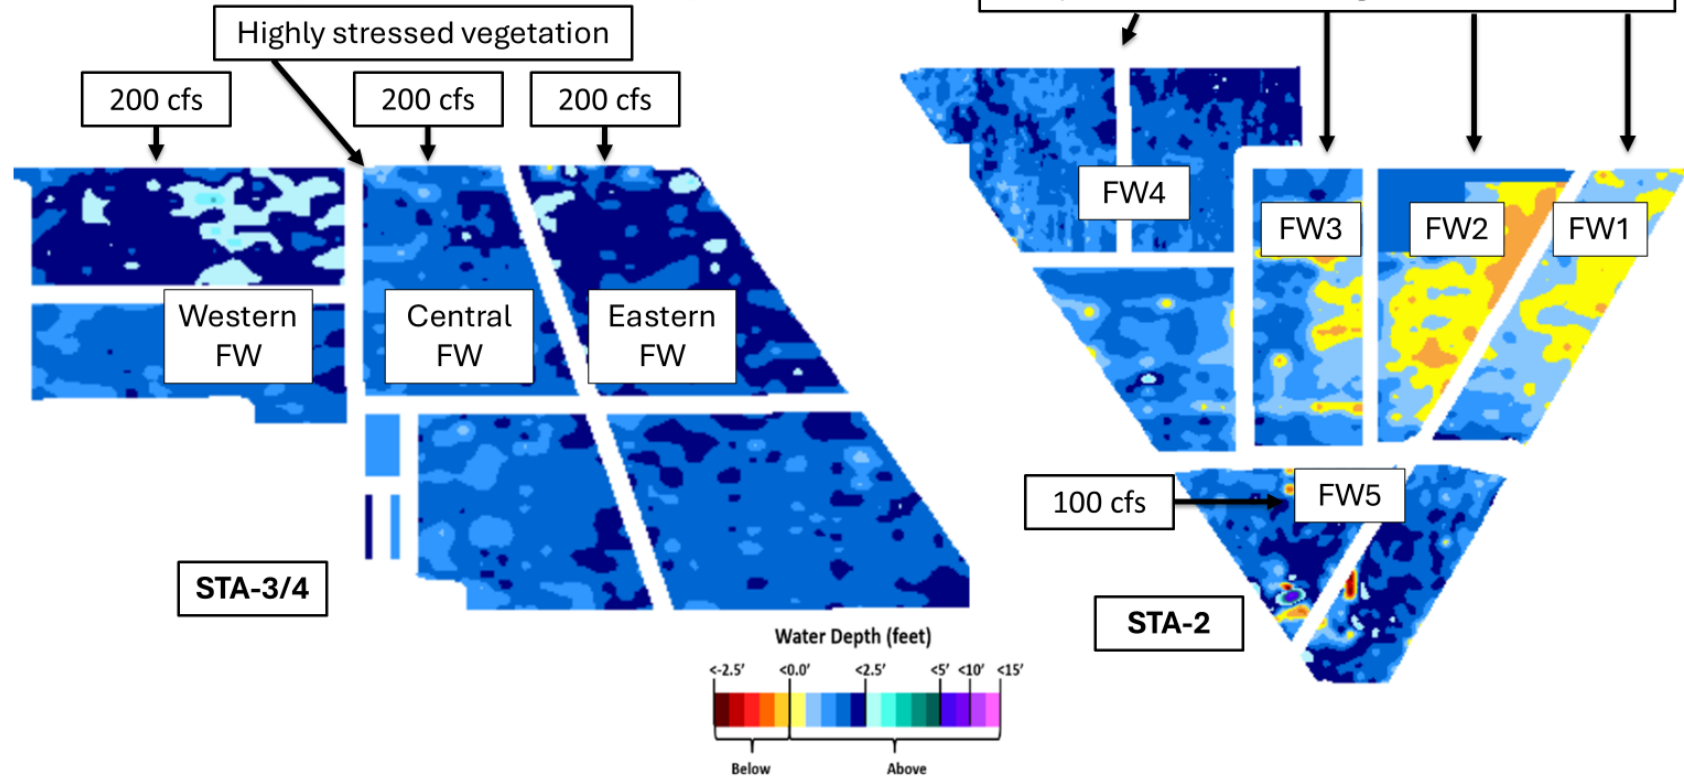 Highly stressed vegetation
200 cfs
200 cfs
200 cfs
FW4
FW3
FW2
FW1
Western
FW
Central
FW
Eastern
FW
100 cfs
FW5
STA-3/4
STA-2
Water Depth (feet)
<-2.5' <0.0' <2.5' <5' <10' <15'
Below Above